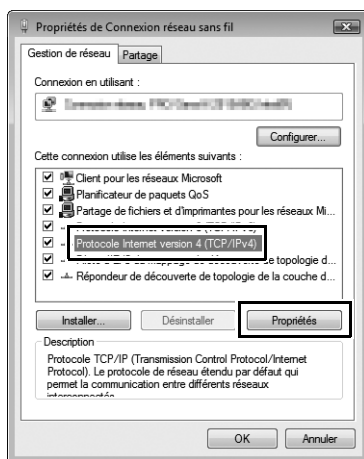 Propriétés de Connexion réseau sans fil
Gestion de réseau Partage
Connexion en utilisant :
Configurer...
Cette connexion utilise les éléments suivants :
Client pour les réseaux Microsoft
Planificateur de paquets QoS
Partage de fichiers et d'imprimantes pour les réseaux Mi...
Protocole Internet version 4 (TCP/IPv4)
de topologie d...
Répondeur de découverte de topologie de la couche d...
Installer... Désinstaller Propriétés
Description
Protocole TCP/IP (Transmission Control Protocol/Internet
Protocol). Le protocole de réseau étendu par défaut qui
permet la communication entre différents réseaux
interconnectés
OK Annuler